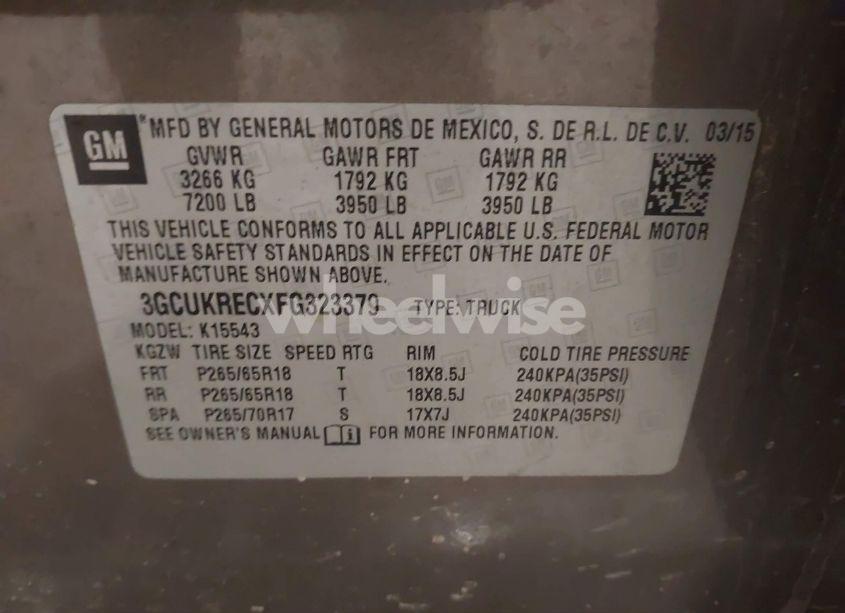 GM
MFD BY GENERAL MOTORS DE MEXICO, S. DE R.L. DE C.V. 03/15
GVWR GAWR FRT GAWR RR
3266 KG 1792 KG 1792 KG
7200 LB 3950 LB 3950 LB
THIS VEHICLE CONFORMS TO ALL APPLICABLE U.S. FEDERAL MOTOR
VEHICLE SAFETY STANDARDS IN EFFECT ON THE DATE OF
MANUFACTURE SHOWN ABOVE.
3GCUKRECXFG323379 TYPE: TRUCK
wheelwise
MODEL: K15543
KGZW TIRE SIZE SPEED RTG RIM COLD TIRE PRESSURE
FRT P265/65R18 T 18X8.5J 240KPA(35PSI)
RR P265/65R18 T 18X8.5J 240KPA(35PSI)
SPA P265/70R17 S 17X7J 240KPA(35PSI)
SEE OWNER'S MANUAL FOR MORE INFORMATION.